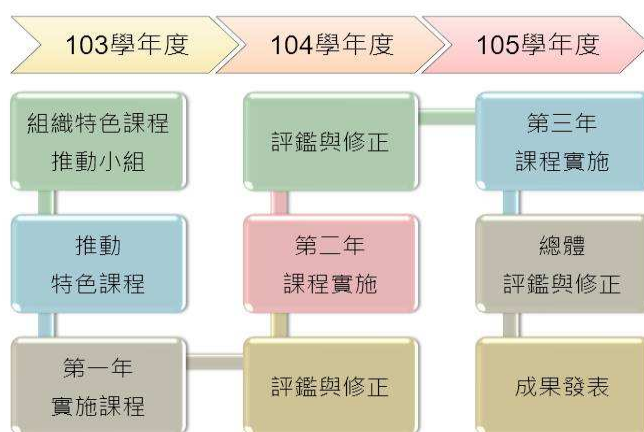 103學年度
104學年度
105學年度
組織特色課程
推動小組
推動
特色課程
第一年
實施課程
評鑑與修正
第二年
課程實施
評鑑與修正
第三年
課程實施
總體
評鑑與修正
成果發表